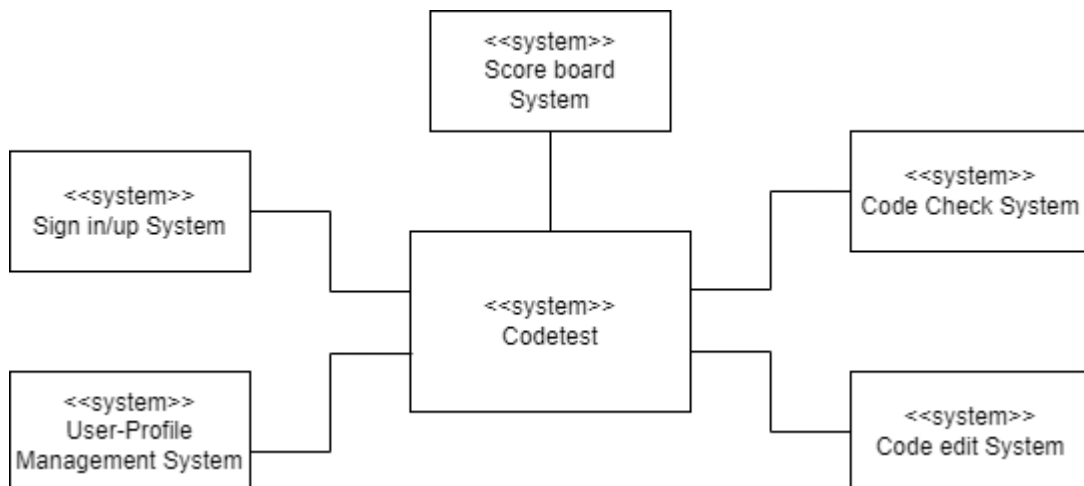 <<system>>
Score board
System
<<system>>
Sign in/up System
<<system>>
Code Check System
<<system>>
Codetest
<<system>>
User-Profile
Management System
<<system>>
Code edit System